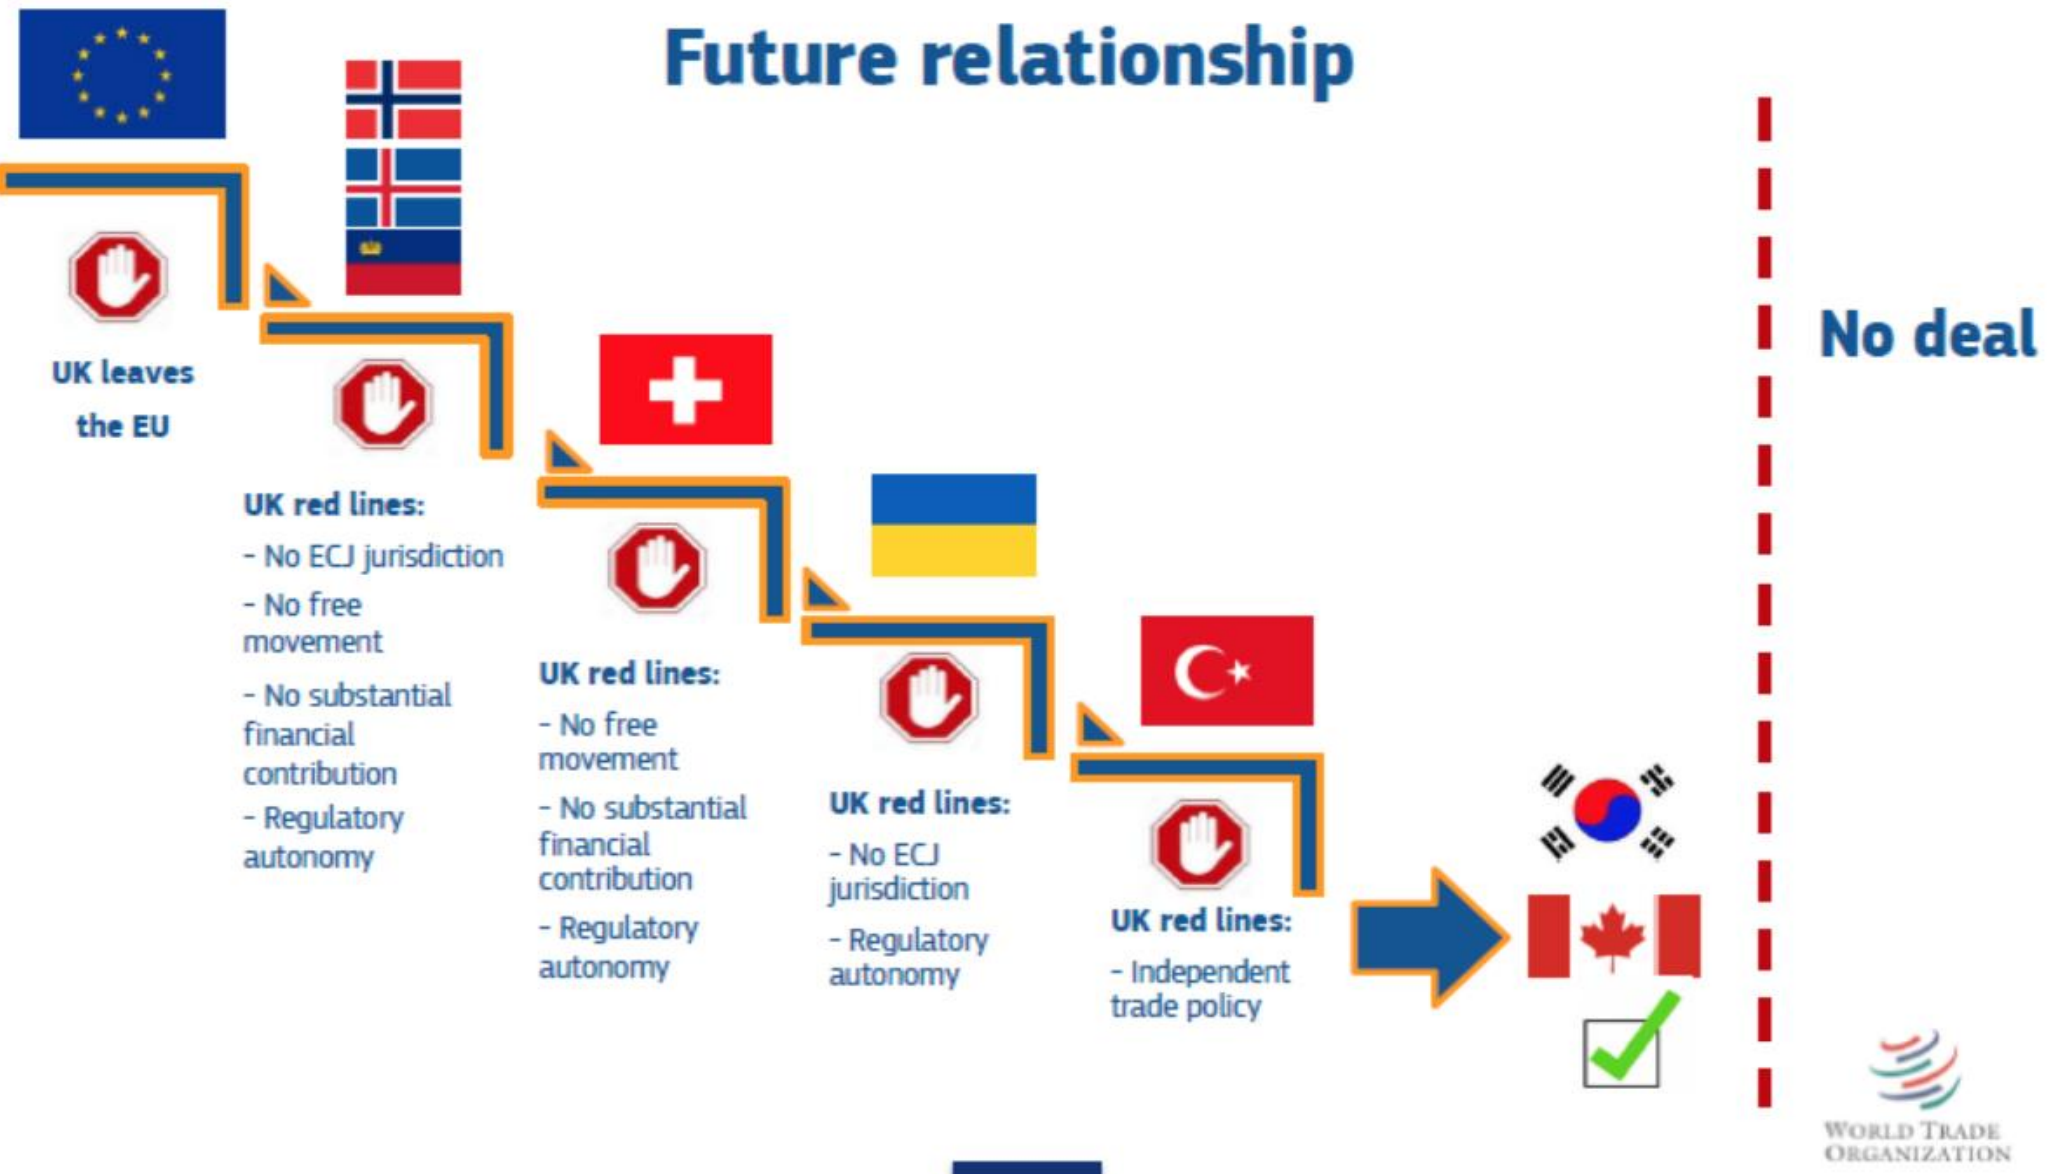 Future relationship
No deal
UK leaves
the EU
UK red lines:
- No ECJ jurisdiction
- No free
movement
- No substantial
financial
contribution
- Regulatory
autonomy
UK red lines:
- No free
movement
- No substantial
financial
contribution
- Regulatory
autonomy
UK red lines:
- No ECJ
jurisdiction
- Regulatory
autonomy
UK red lines:
- Independent
trade policy
WORLD TRADE
ORGANIZATION